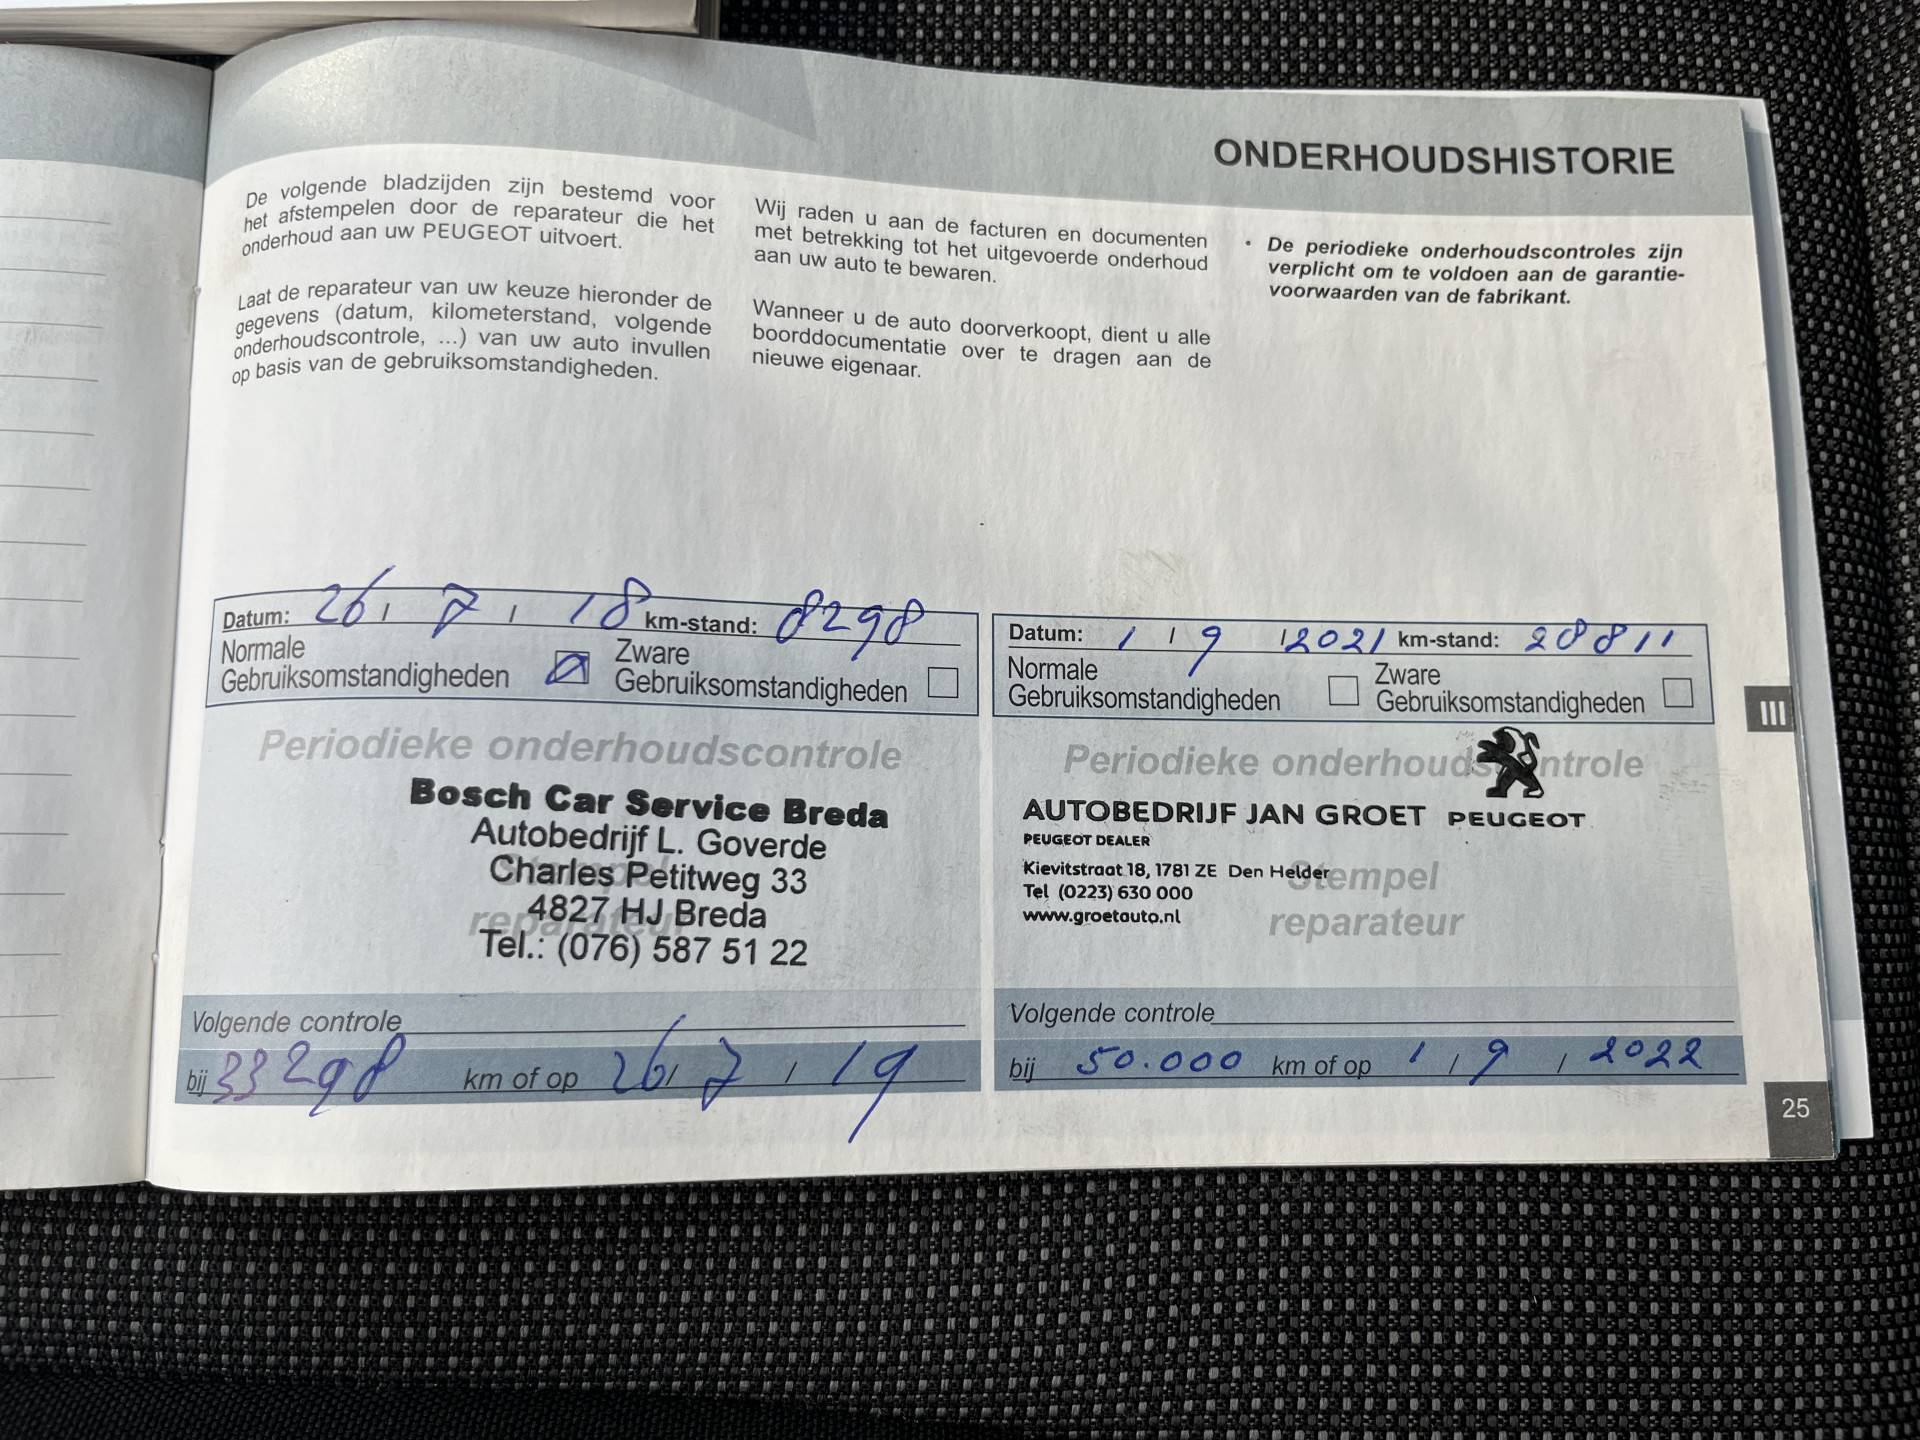 ONDERHOUDSHISTORIE
De volgende bladzijden zijn bestemd voor
het afstempelen door de reparateur die het
onderhoud aan uw PEUGEOT uitvoert.
Laat de reparateur van uw keuze hieronder de
gegevens (datum, kilometerstand, volgende
onderhoudscontrole, ...) van uw auto invullen
op basis van de gebruiksomstandigheden.
Wij raden u aan de facturen en documenten
met betrekking tot het uitgevoerde onderhoud
aan uw auto te bewaren.
Wanneer u de auto doorverkoopt, dient u alle
boorddocumentatie over te dragen aan de
nieuwe eigenaar.
• De periodieke onderhoudscontroles zijn
verplicht om te voldoen aan de garantie-
voorwaarden van de fabrikant.
Datum: 26 / 7 / 18 km-stand: 8298
Normale Zware
Gebruiksomstandigheden Gebruiksomstandigheden
Periodieke onderhoudscontrole
Bosch Car Service Breda
Autobedrijf L. Goverde
Charles Petitweg 33
4827 HJ Breda
reparateur
Tel.: (076) 587 51 22
Volgende controle
bij 33298 km of op 26 / 7 / 19
Datum: 1 / 9 / 2021 km-stand: 28811
Normale Zware
Gebruiksomstandigheden Gebruiksomstandigheden
Periodieke onderhoudscontrole
AUTOBEDRIJF JAN GROET PEUGEOT
PEUGEOT DEALER
Kievitstraat 18, 1781 ZE Den Helder
Stempel
Tel (0223) 630 000
www.groetauto.nl
reparateur
Volgende controle
bij 50.000 km of op 1 / 9 / 2022
III
25